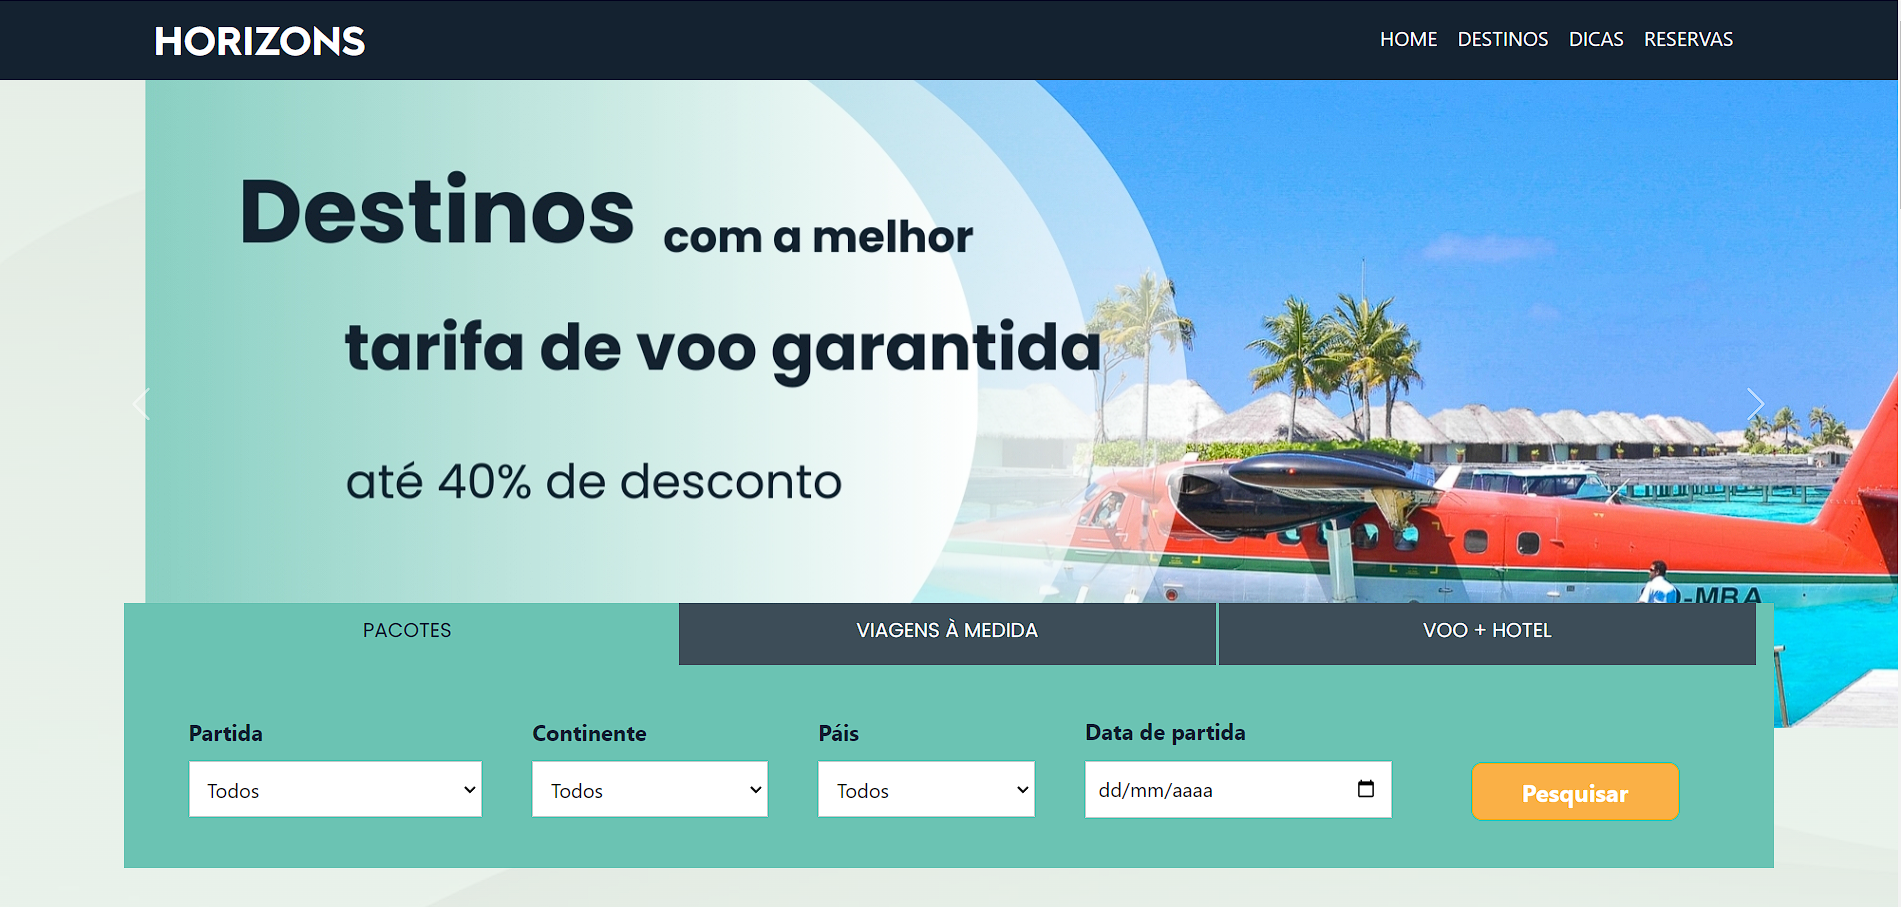 HORIZONS
HOME DESTINOS DICAS RESERVAS
Destinos com a melhor
tarifa de voo garantida
até 40% de desconto
-MRA
PACOTES VIAGENS À MEDIDA VOO + HOTEL
Partida Continente Páis Data de partida
Todos Todos Todos dd/mm/aaaa Pesquisar